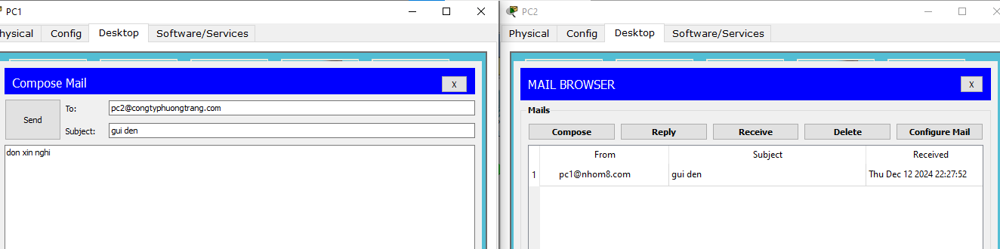 PC1
hysical Config Desktop Software/Services
Compose Mail X
Send
To: pc2@congtyphuongtrang.com
Subject: gui den
don xin nghi
PC2
Physical Config Desktop Software/Services
MAIL BROWSER X
Mails
Compose Reply Receive Delete Configure Mail
From Subject Received
1 pc1@nhom8.com gui den Thu Dec 12 2024 22:27:52